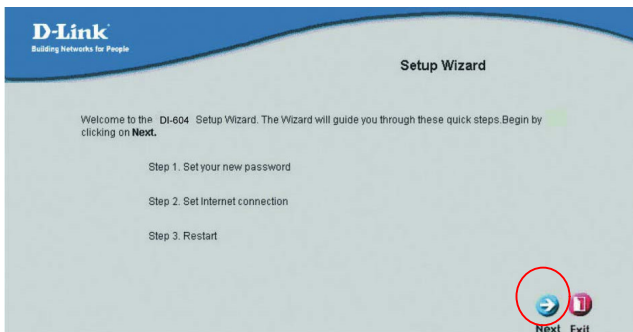 D-Link
Building Networks for People
Setup Wizard
Welcome to the DI-604 Setup Wizard. The Wizard will guide you through these quick steps.Begin by
clicking on Next.
Step 1. Set your new password
Step 2. Set Internet connection
Step 3. Restart
Next Exit